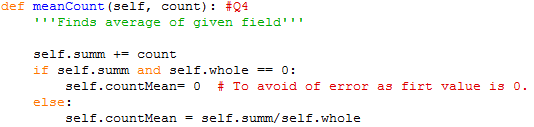 def meanCount(self, count): #Q4
    '''Finds average of given field'''

    self.summ += count
    if self.summ and self.whole == 0:
        self.countMean= 0  # To avoid of error as firt value is 0.
    else:
        self.countMean = self.summ/self.whole